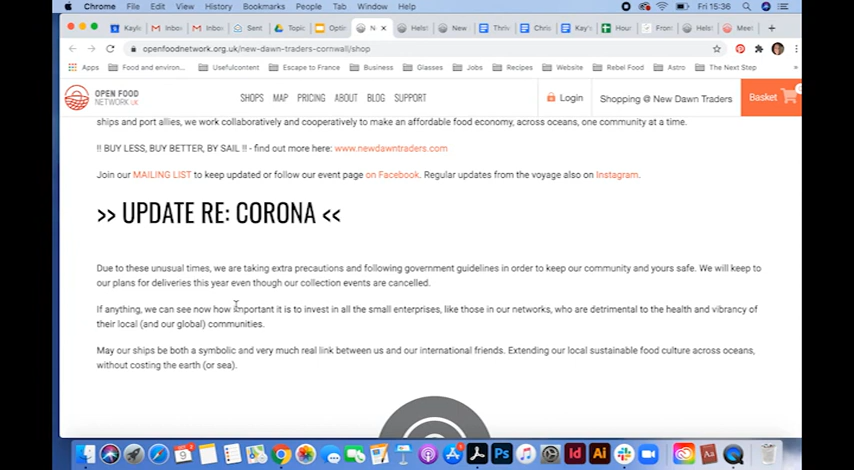 Chrome File Edit View History Bookmarks People Tab Window Help Fri 15:36
Inbo Inbo Sent Topic Opti N Hels New Thriv Chris Kay's Hour Fron Hels Mee
openfoodnetwork.org.uk/new-dawn-traders-cornwall/shop
Apps Food and environ... Usefulcontent Escape to France Business Glasses Jobs Recipes Website Rebel Food Astro The Next Step
OPEN FOOD
NETWORK UK
SHOPS MAP PRICING ABOUT BLOG SUPPORT
Login
Shopping @ New Dawn Traders
Basket
ships and port allies, we work collaboratively and cooperatively to make an affordable food economy, across oceans, one community at a time.
!! BUY LESS, BUY BETTER, BY SAIL !! - find out more here: www.newdawntraders.com
Join our MAILING LIST to keep updated or follow our event page on Facebook. Regular updates from the voyage also on Instagram.
>> UPDATE RE: CORONA <<
Due to these unusual times, we are taking extra precautions and following government guidelines in order to keep our community and yours safe. We will keep to
our plans for deliveries this year even though our collection events are cancelled.
If anything, we can see now how important it is to invest in all the small enterprises, like those in our networks, who are detrimental to the health and vibrancy of
their local (and our global) communities.
May our ships be both a symbolic and very much real link between us and our international friends. Extending our local sustainable food culture across oceans,
without costing the earth (or sea).
9
Ps
Id
Ai
Aa